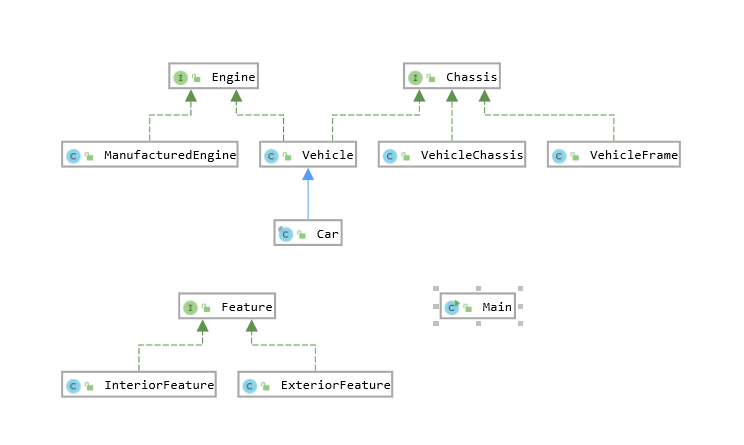 Engine
Chassis
ManufacturedEngine
Vehicle
VehicleChassis
VehicleFrame
Car
Feature
Main
InteriorFeature
ExteriorFeature